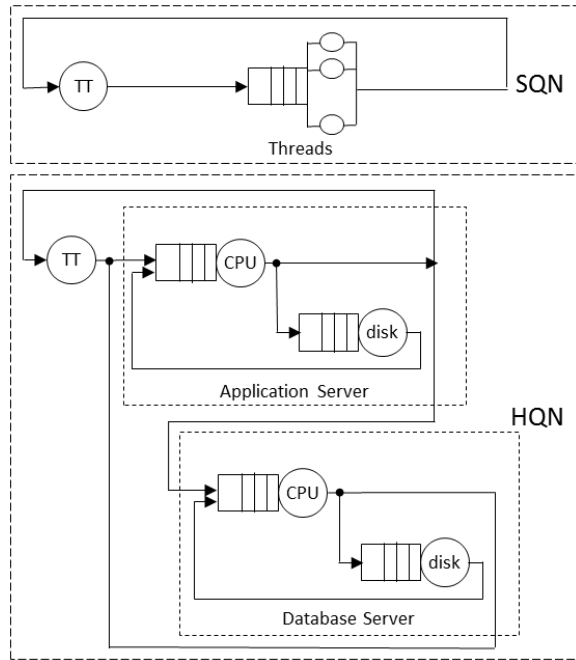 TT
SQN
Threads
TT
CPU
disk
Application Server
HQN
CPU
disk
Database Server